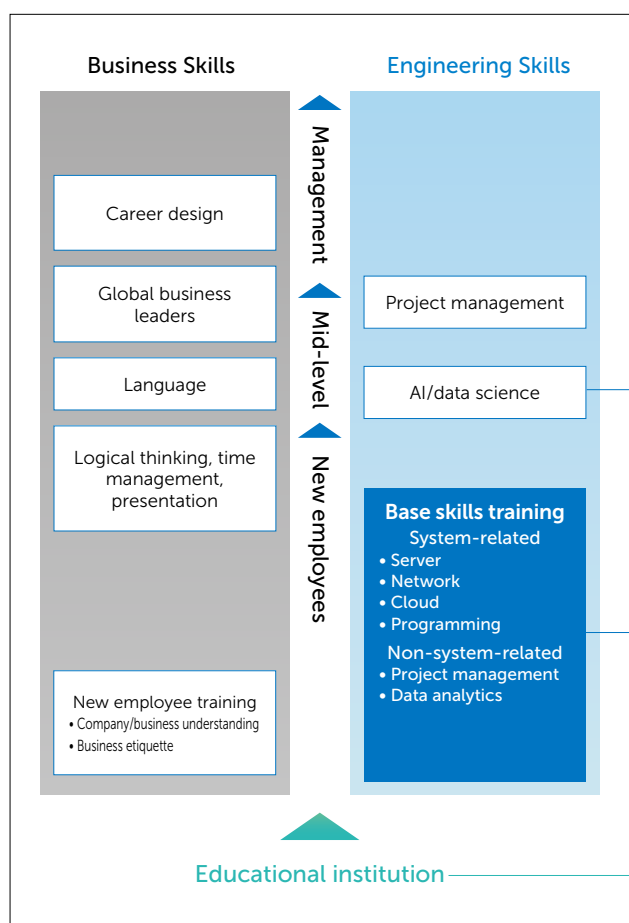 Business Skills
Career design
Global business
leaders
Language
Logical thinking, time
management,
presentation
New employee training
• Company/business understanding
• Business etiquette
Management
Mid-level
New employees
Engineering Skills
Project management
AI/data science
Base skills training
System-related
• Server
• Network
• Cloud
• Programming
Non-system-related
• Project management
• Data analytics
Educational institution